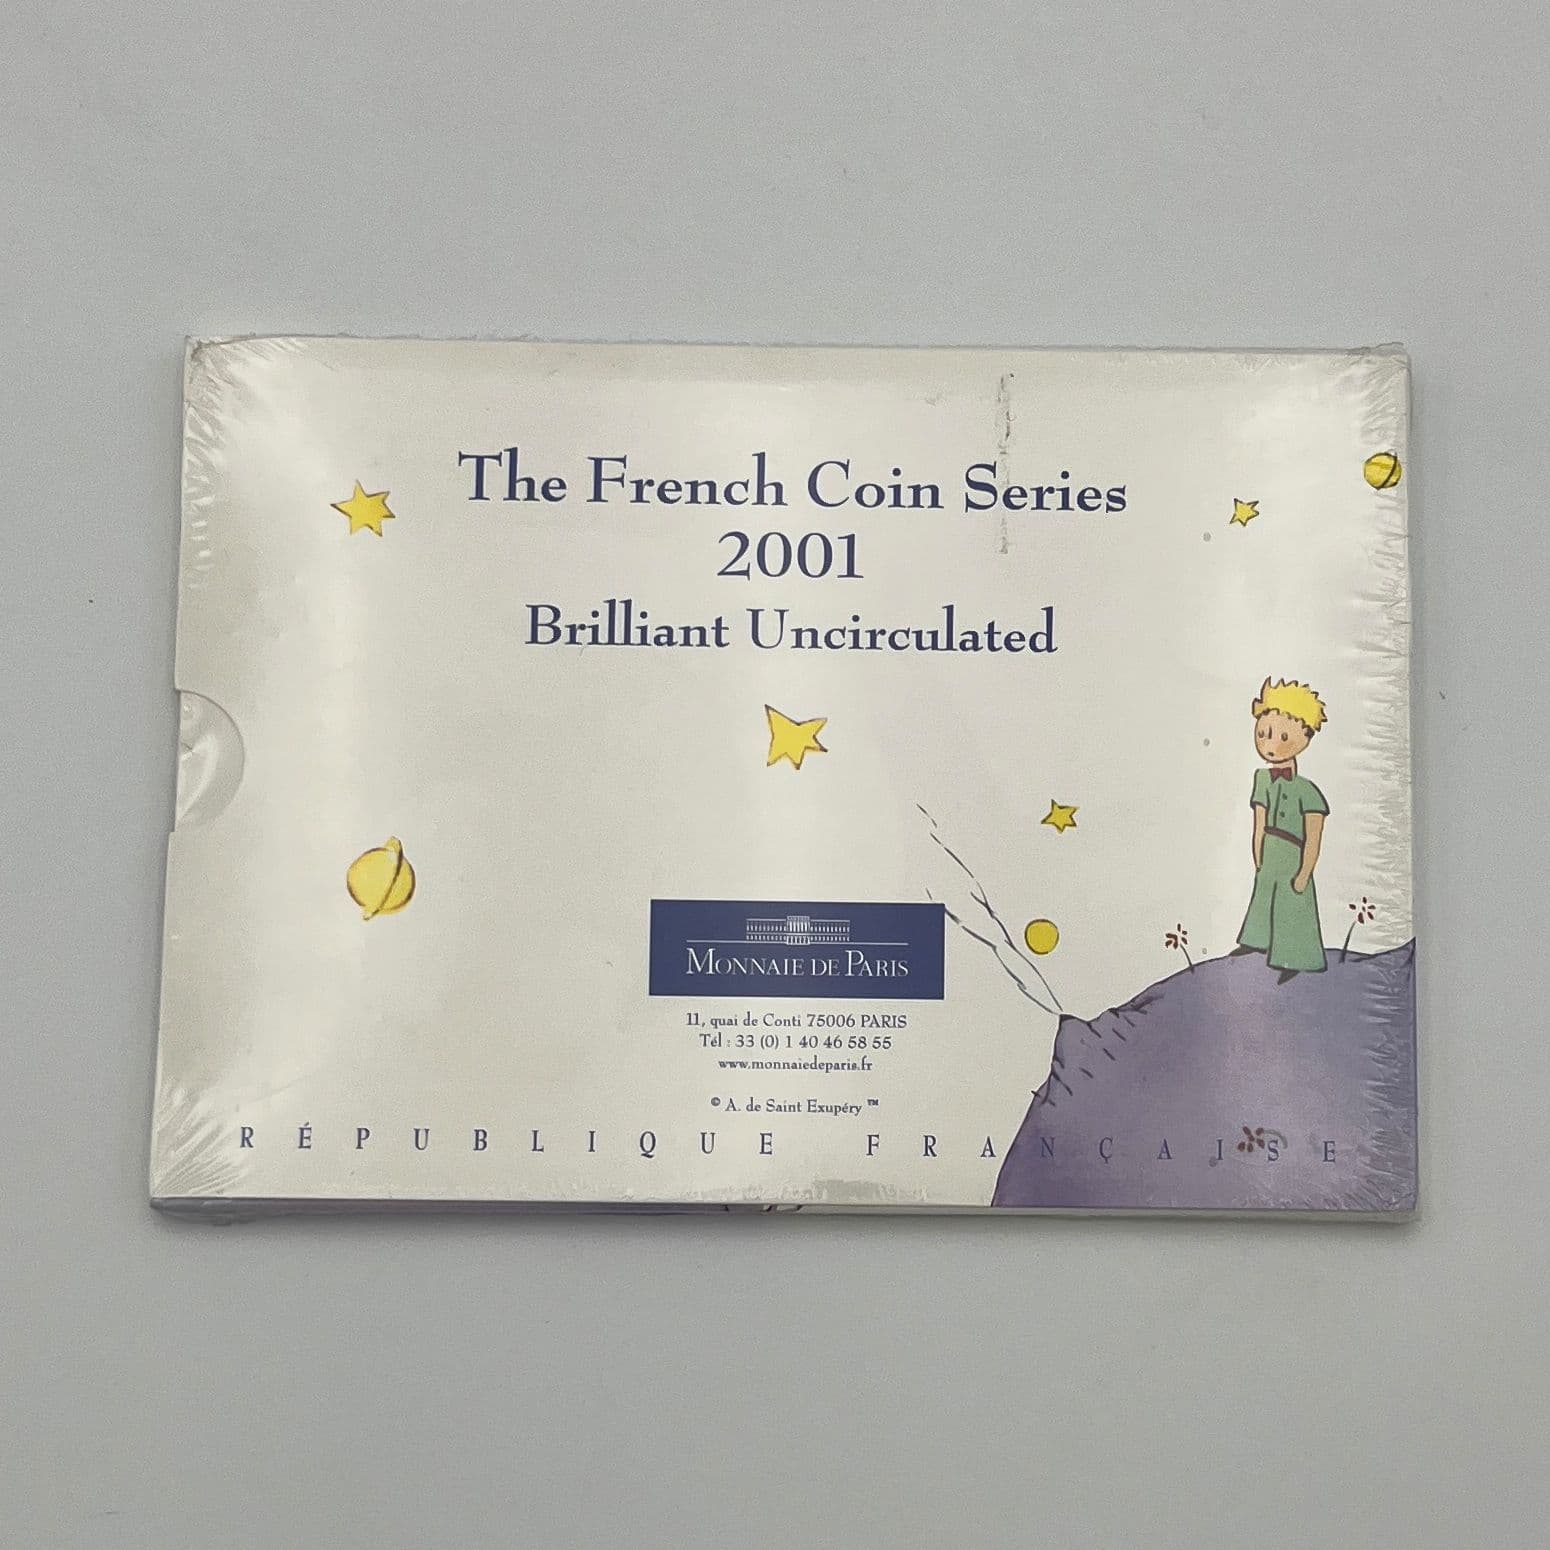 The French Coin Series
2001
Brilliant Uncirculated
MONNAIE DE PARIS
11, quai de Conti 75006 PARIS
Tél : 33 (0) 1 40 46 58 55
www.monnaiedeparis.fr
© A. de Saint Exupéry ™
RÉPUBLIQUE FRANÇAISE